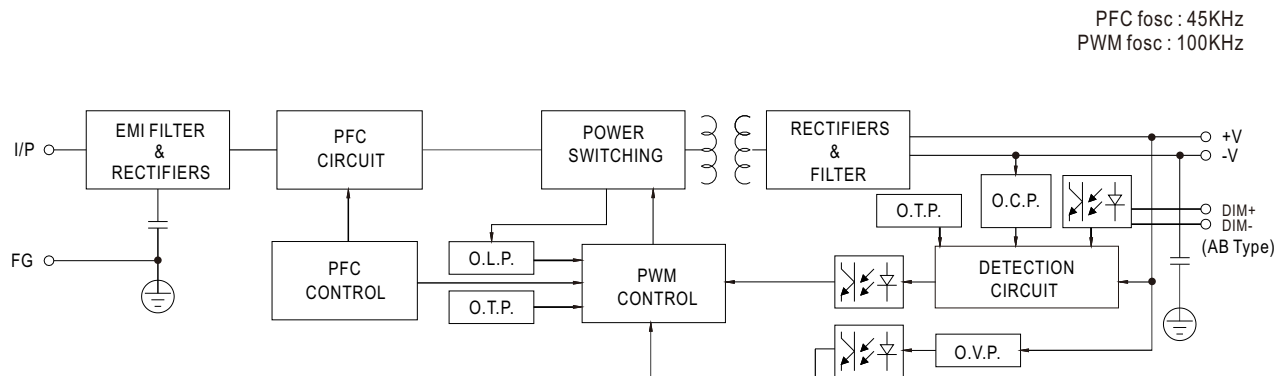 PFC fosc : 45KHz
PWM fosc : 100KHz
I/P
EMI FILTER
&
RECTIFIERS
PFC
CIRCUIT
POWER
SWITCHING
RECTIFIERS
&
FILTER
+V
-V
O.T.P.
O.C.P.
DIM+
DIM-
(AB Type)
FG
PFC
CONTROL
O.L.P.
O.T.P.
PWM
CONTROL
DETECTION
CIRCUIT
O.V.P.